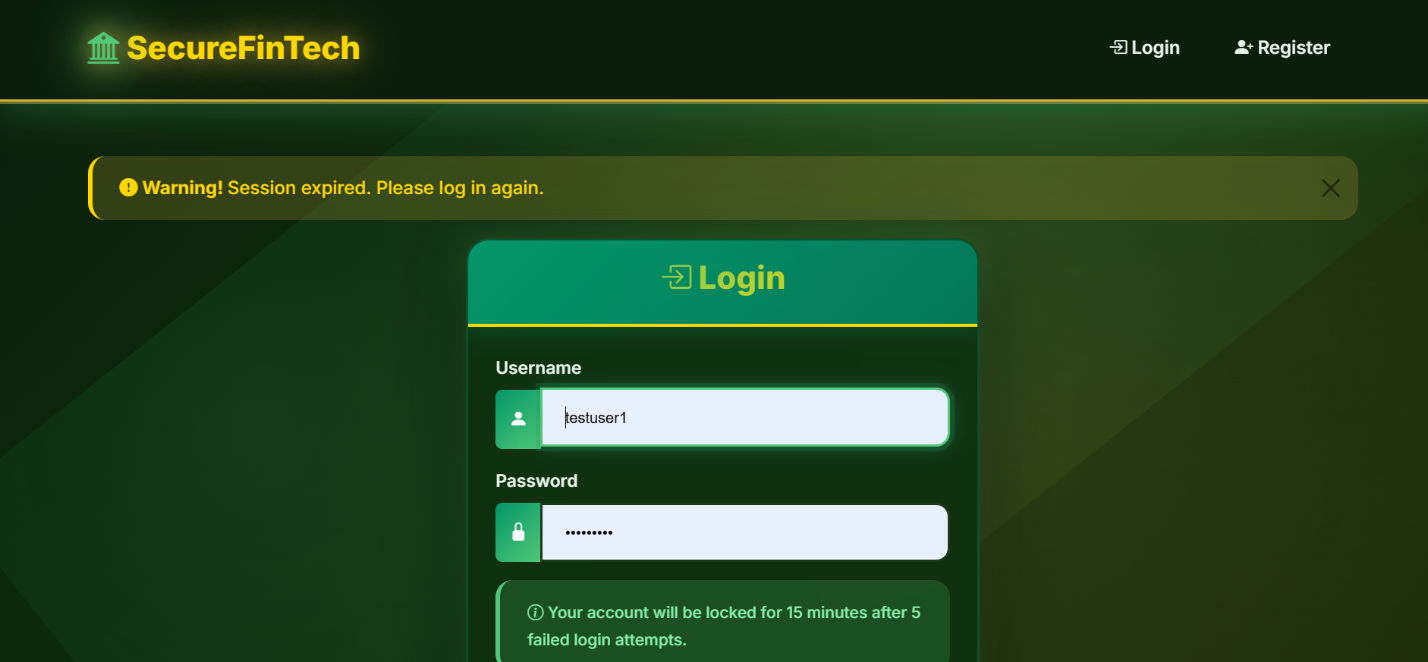 SecureFinTech
Login
Register
Warning! Session expired. Please log in again.
Login
Username
testuser1
Password
•••••••••
Your account will be locked for 15 minutes after 5
failed login attempts.